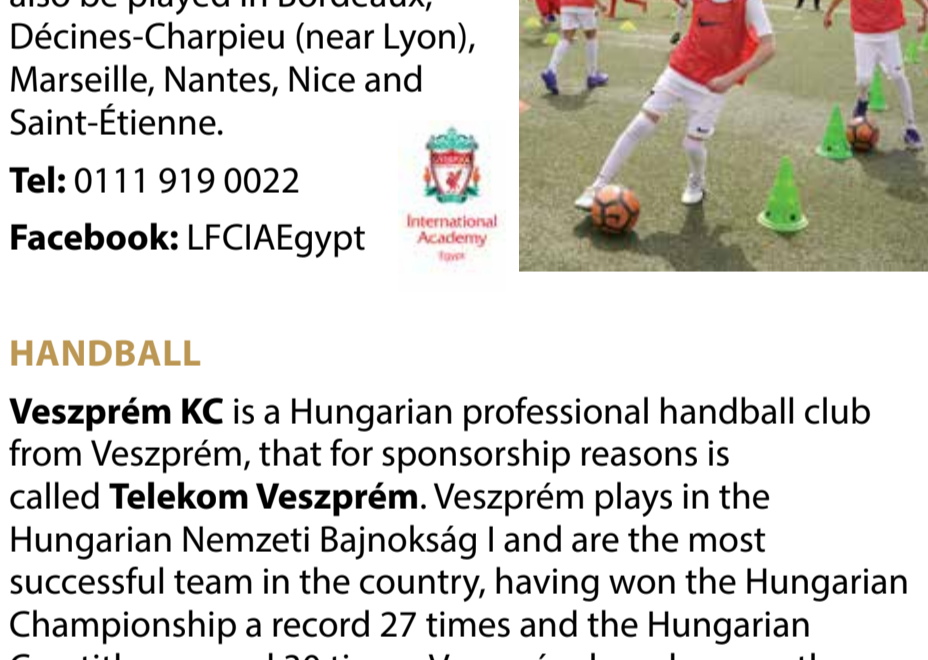 Décines-Charpieu (near Lyon),
Marseille, Nantes, Nice and
Saint-Étienne.
Tel: 0111 919 0022
Facebook: LFCIAEgypt
International
Academy
Egypt
HANDBALL
Veszprém KC is a Hungarian professional handball club
from Veszprém, that for sponsorship reasons is
called Telekom Veszprém. Veszprém plays in the
Hungarian Nemzeti Bajnokság I and are the most
successful team in the country, having won the Hungarian
Championship a record 27 times and the Hungarian